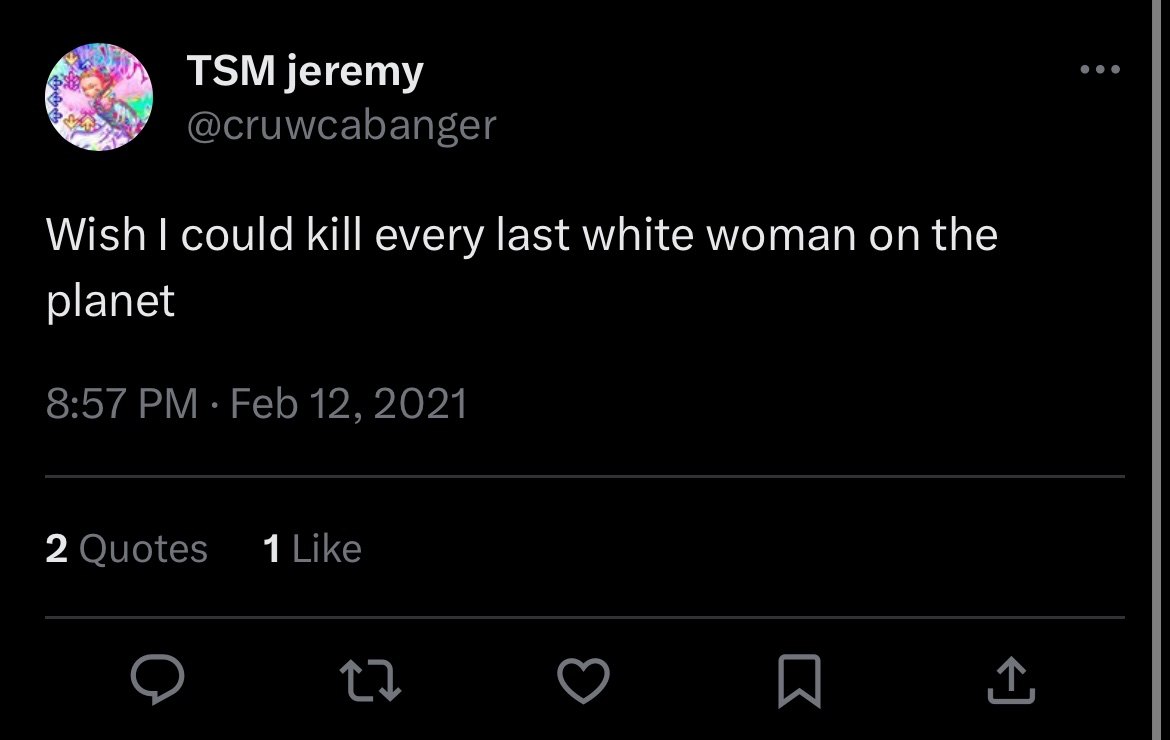 TSM jeremy
@cruwcabanger
Wish I could kill every last white woman on the
planet
8:57 PM · Feb 12, 2021
2 Quotes 1 Like